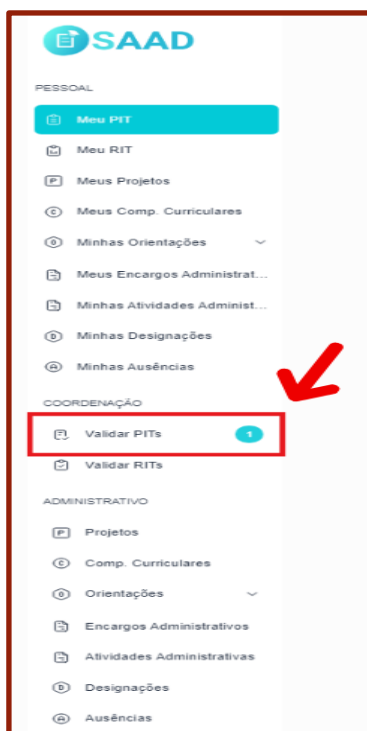 SAAD
PESSOAL
Meu PIT
Meu RIT
P Meus Projetos
C Meus Comp. Curriculares
O Minhas Orientações
Meus Encargos Administrat...
Minhas Atividades Administ...
D Minhas Designações
A Minhas Ausências
COORDENAÇÃO
Validar PITs 1
Validar RITs
ADMINISTRATIVO
P Projetos
C Comp. Curriculares
O Orientações
Encargos Administrativos
Atividades Administrativas
D Designações
A Ausências